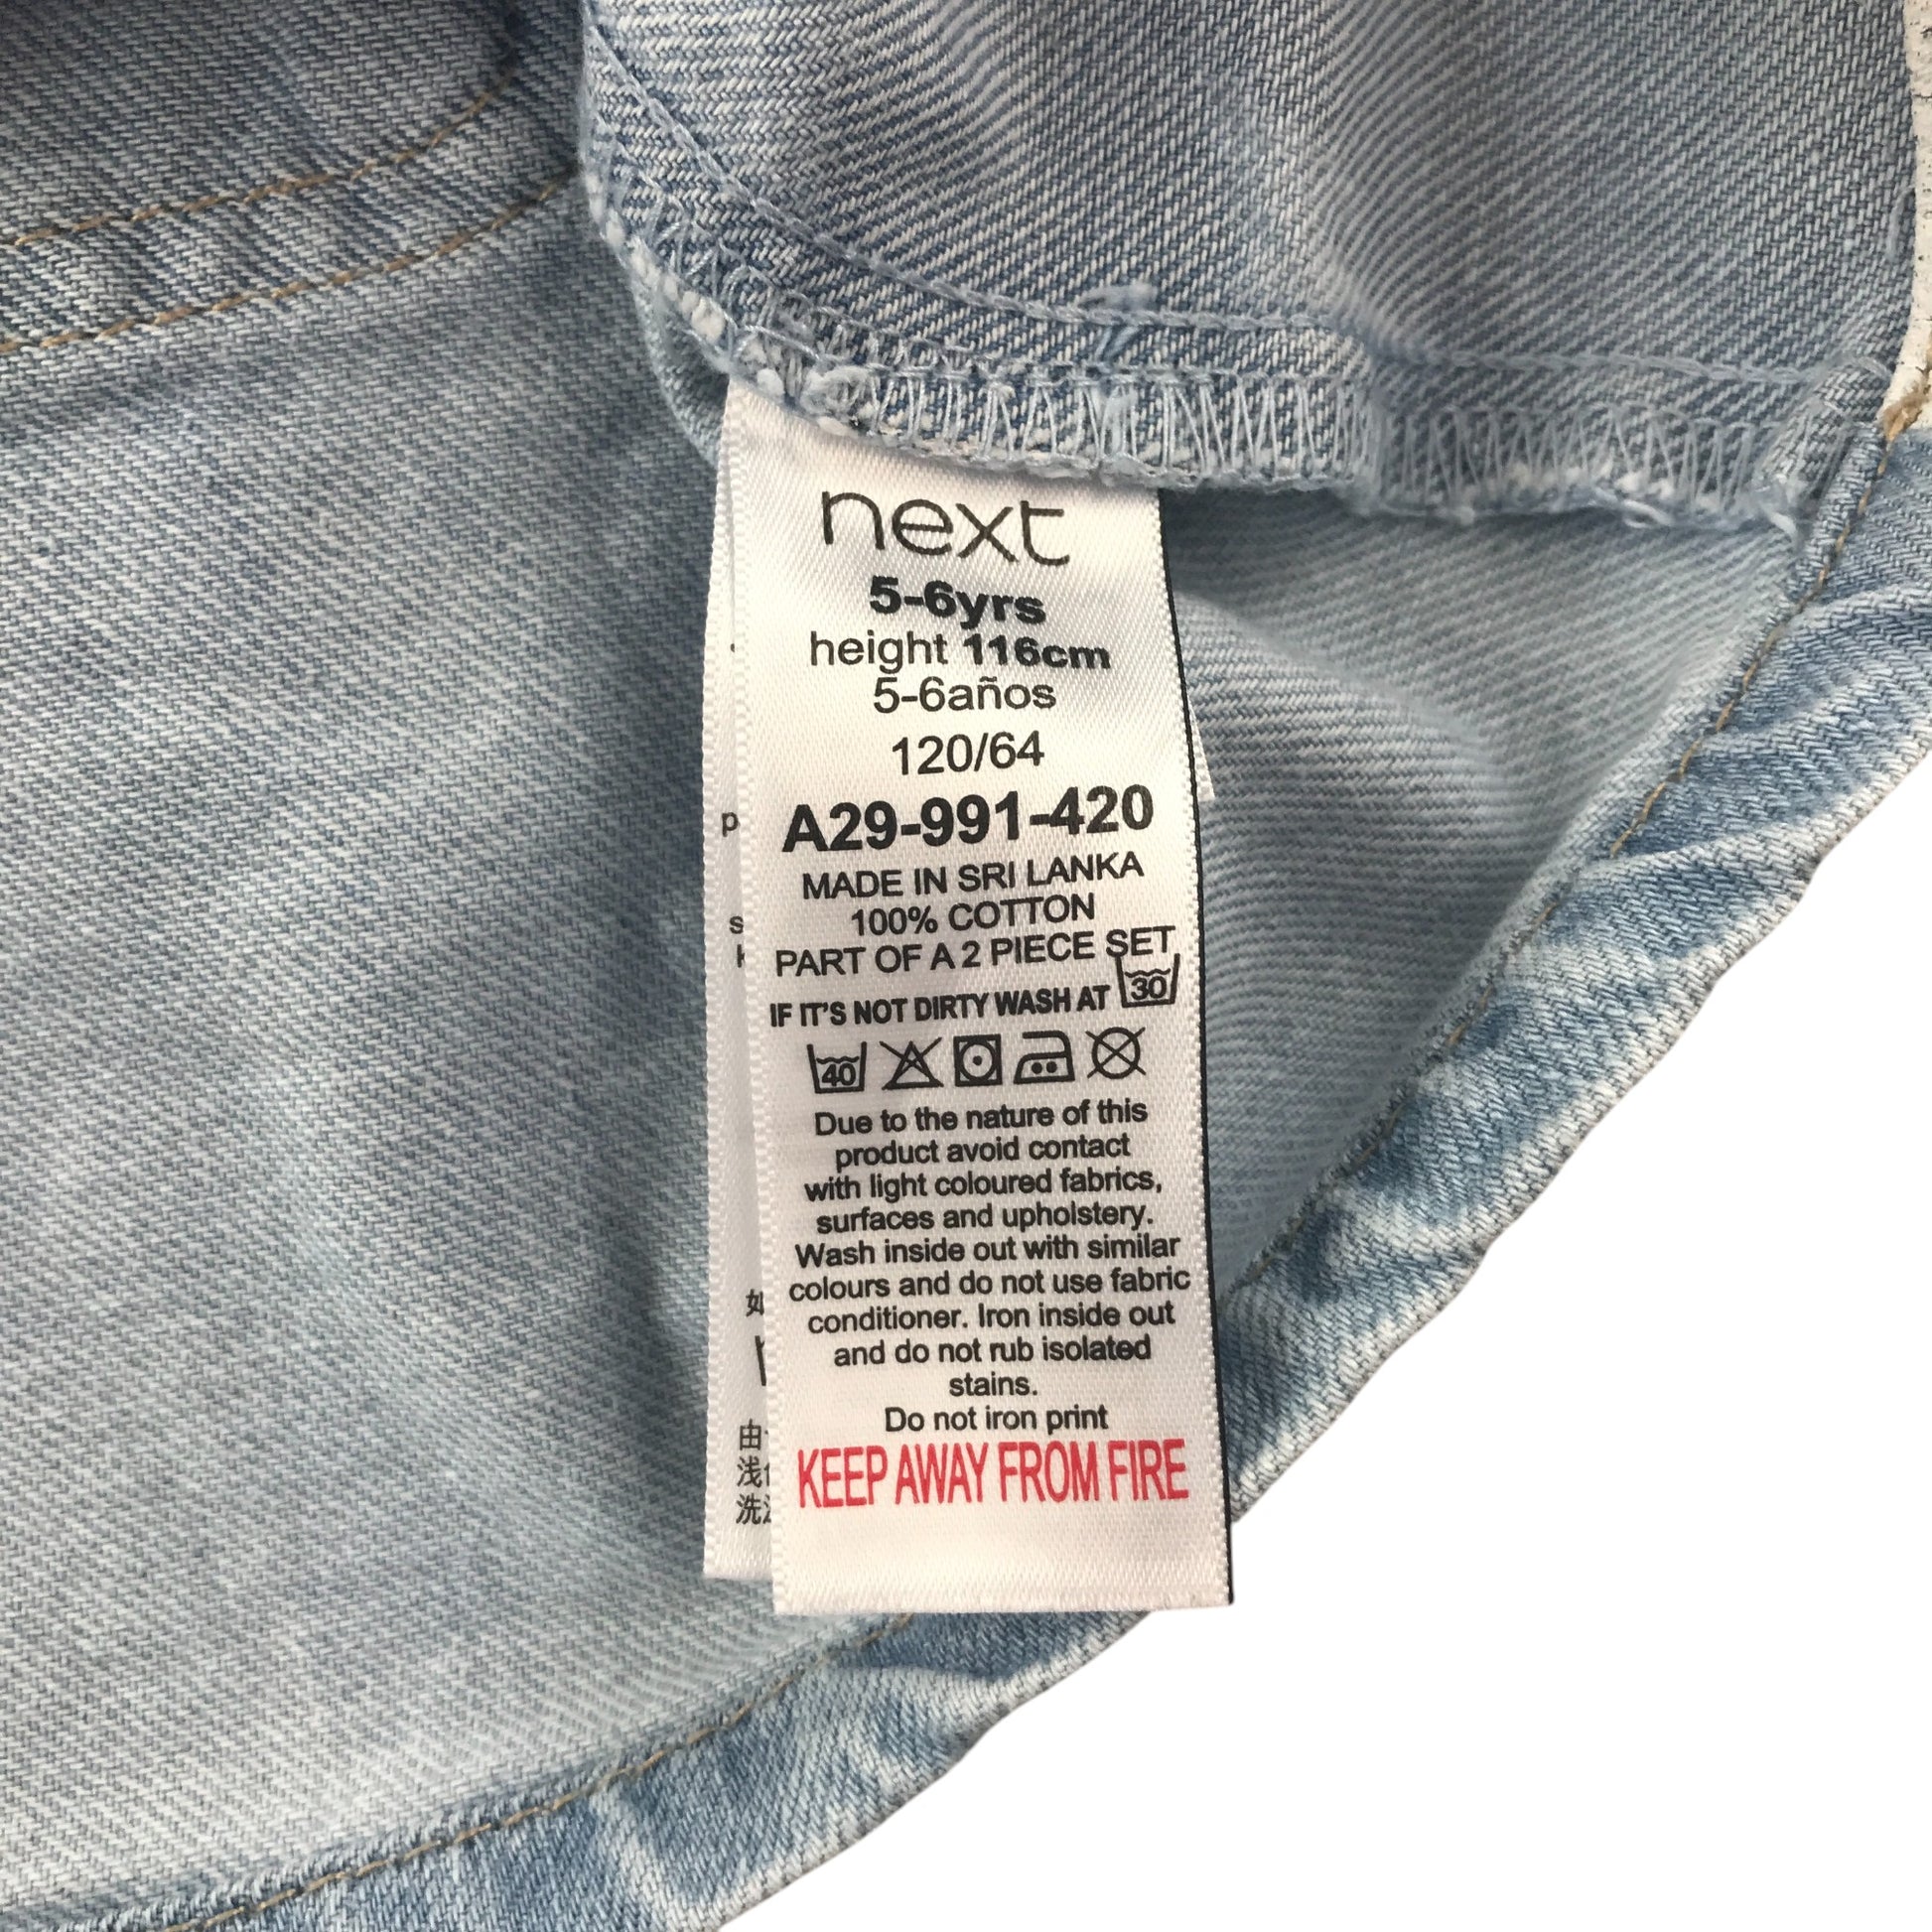 next
5-6yrs
height 116cm
5-6años
120/64
A29-991-420
MADE IN SRI LANKA
100% COTTON
PART OF A 2 PIECE SET
IF IT'S NOT DIRTY WASH AT 30
40
Due to the nature of this
product avoid contact
with light coloured fabrics,
surfaces and upholstery.
Wash inside out with similar
colours and do not use fabric
conditioner. Iron inside out
and do not rub isolated
stains.
Do not iron print
KEEP AWAY FROM FIRE
p
s
如
由
浅
洗